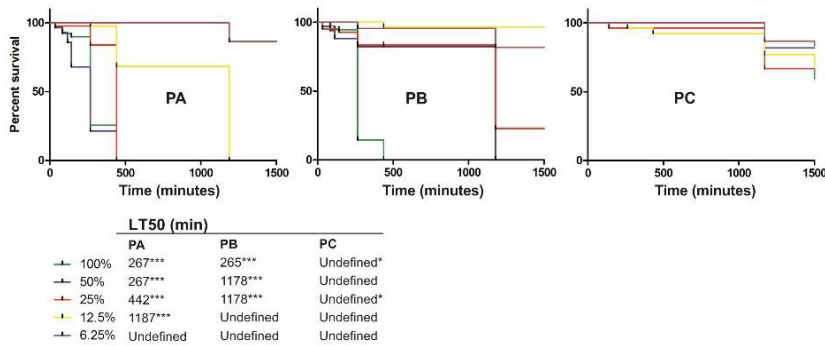 100
50
0
Percent survival
PA
0 500 1000 1500
Time (minutes)
100
50
0
PB
0 500 1000 1500
Time (minutes)
100
50
0
PC
0 500 1000 1500
Time (minutes)
LT50 (min)
PA PB PC
100% 267*** 265*** Undefined*
50% 267*** 1178*** Undefined
25% 442*** 1178*** Undefined*
12.5% 1187*** Undefined Undefined
6.25% Undefined Undefined Undefined